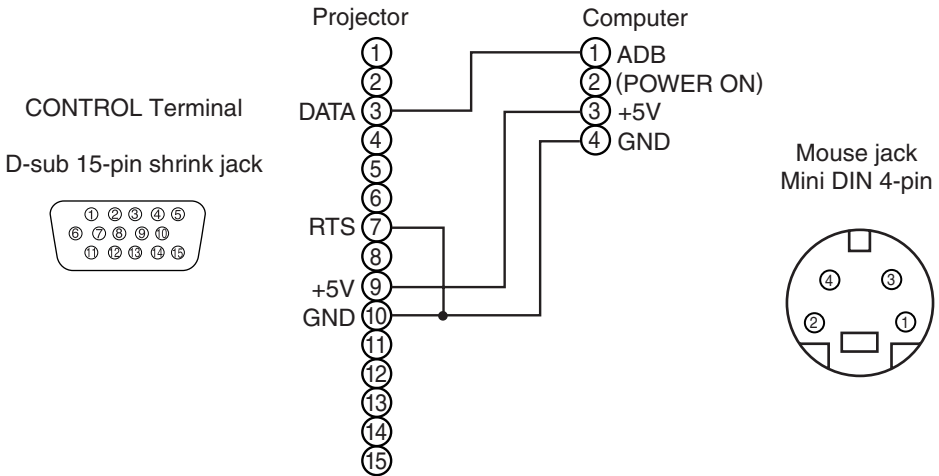 Projector
Computer
CONTROL Terminal
D-sub 15-pin shrink jack
① ② ③ ④ ⑤
⑥ ⑦ ⑧ ⑨ ⑩
⑪ ⑫ ⑬ ⑭ ⑮
①
②
DATA ③
④
⑤
⑥
RTS ⑦
⑧
+5V ⑨
GND ⑩
⑪
⑫
⑬
⑭
⑮
① ADB
② (POWER ON)
③ +5V
④ GND
Mouse jack
Mini DIN 4-pin
④ ③
② ①